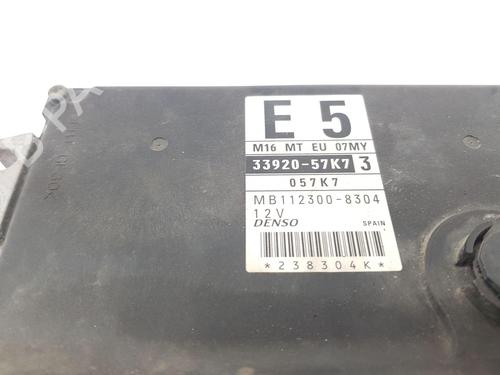 E 5
M16 MT EU 07MY
33920-57K7 3
057K7
MB112300-8304
12V
DENSO SPAIN
*238304K*